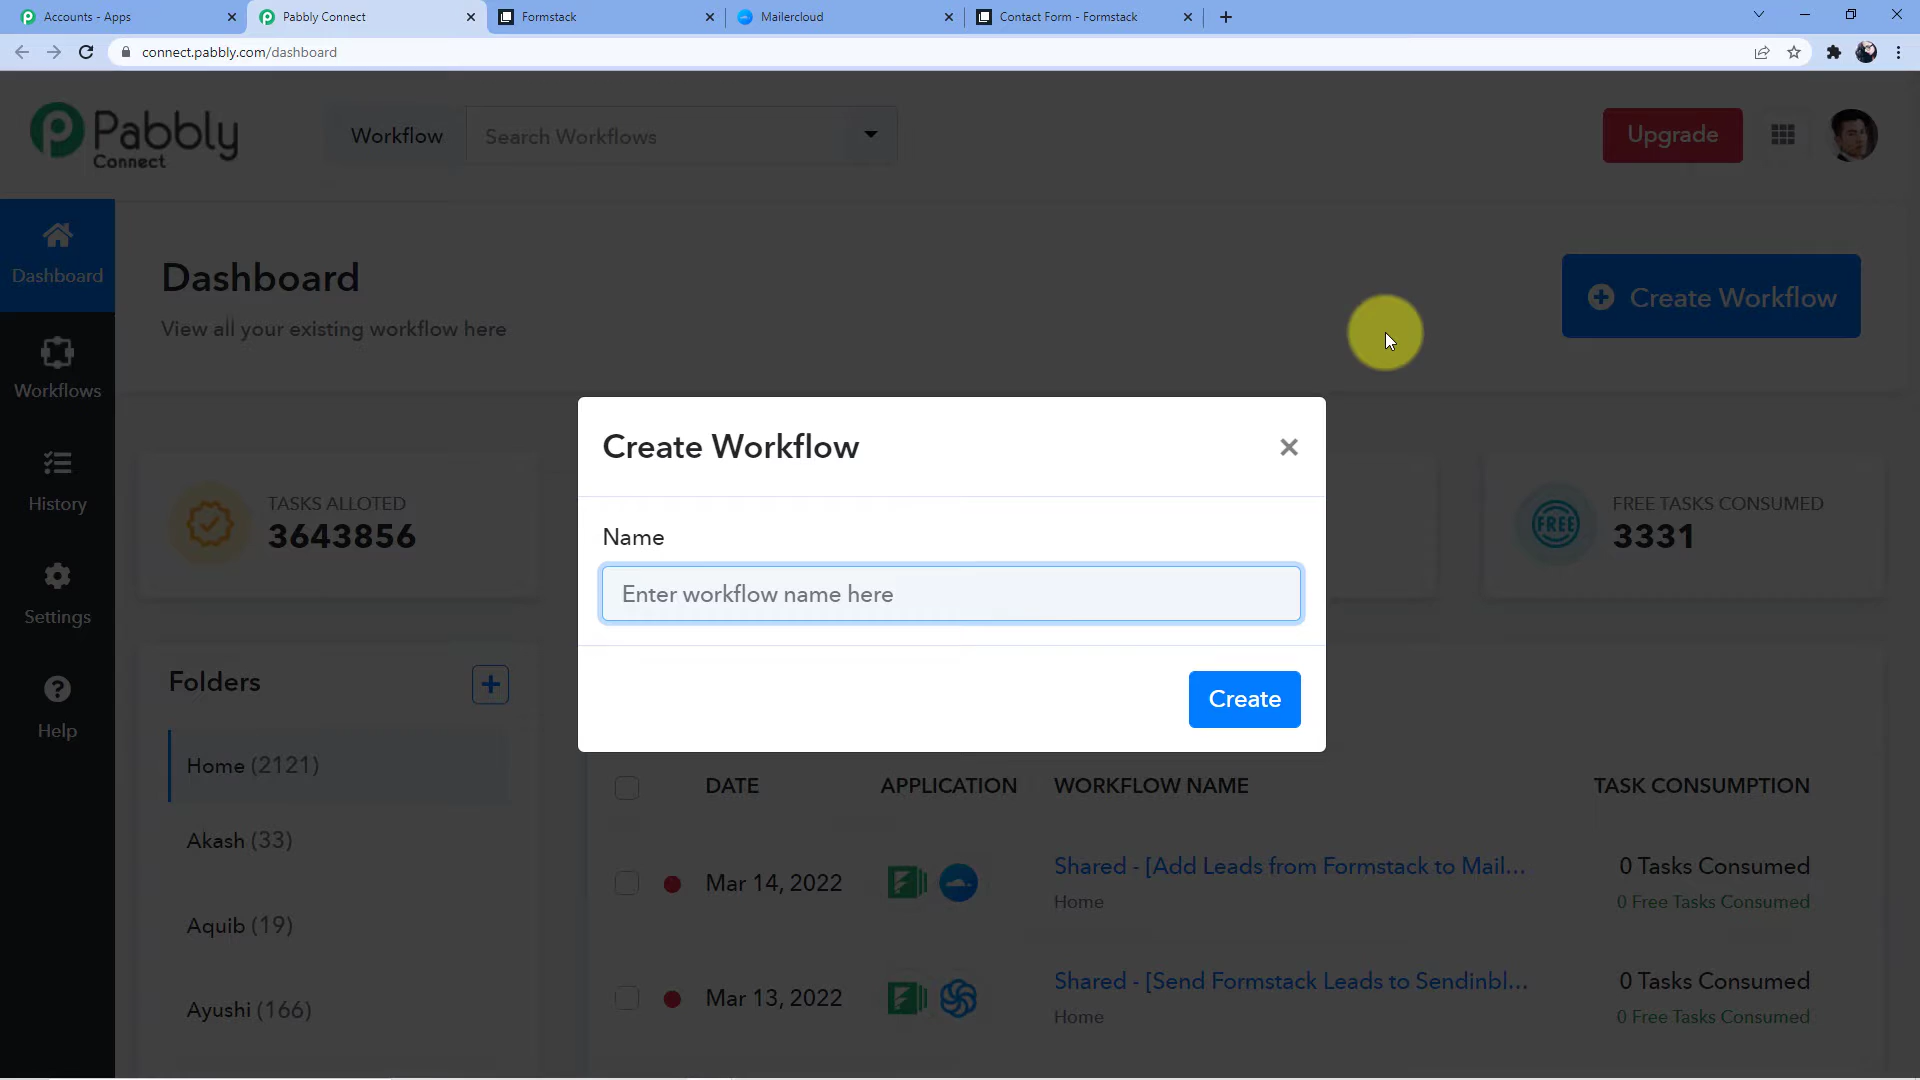 Accounts - Apps
Pabbly Connect
Formstack
Mailercloud
Contact Form - Formstack
connect.pabbly.com/dashboard
Pabbly
Connect
Workflow
Search Workflows
Upgrade
Dashboard
Workflows
History
Settings
Help
Dashboard
View all your existing workflow here
Create Workflow
TASKS ALLOTED
3643856
FREE
FREE TASKS CONSUMED
3331
Create Workflow
Name
Enter workflow name here
Create
Folders
Home (2121)
Akash (33)
Aquib (19)
Ayushi (166)
DATE APPLICATION WORKFLOW NAME TASK CONSUMPTION
Mar 14, 2022 Shared - [Add Leads from Formstack to Mail... 0 Tasks Consumed
Home 0 Free Tasks Consumed
Mar 13, 2022 Shared - [Send Formstack Leads to Sendinbl... 0 Tasks Consumed
Home 0 Free Tasks Consumed